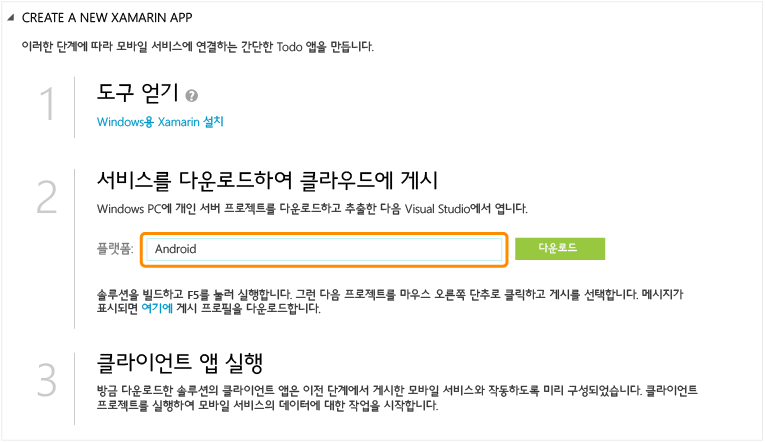 CREATE A NEW XAMARIN APP
이러한 단계에 따라 모바일 서비스에 연결하는 간단한 Todo 앱을 만듭니다.
1
도구 얻기 ?
Windows용 Xamarin 설치
2
서비스를 다운로드하여 클라우드에 게시
Windows PC에 개인 서버 프로젝트를 다운로드하고 추출한 다음 Visual Studio에서 엽니다.
플랫폼: Android 다운로드
솔루션을 빌드하고 F5를 눌러 실행합니다. 그런 다음 프로젝트를 마우스 오른쪽 단추로 클릭하고 게시를 선택합니다. 메시지가
표시되면 여기에 게시 프로필을 다운로드합니다.
3
클라이언트 앱 실행
방금 다운로드한 솔루션의 클라이언트 앱은 이전 단계에서 게시한 모바일 서비스와 작동하도록 미리 구성되었습니다. 클라이언트
프로젝트를 실행하여 모바일 서비스의 데이터에 대한 작업을 시작합니다.